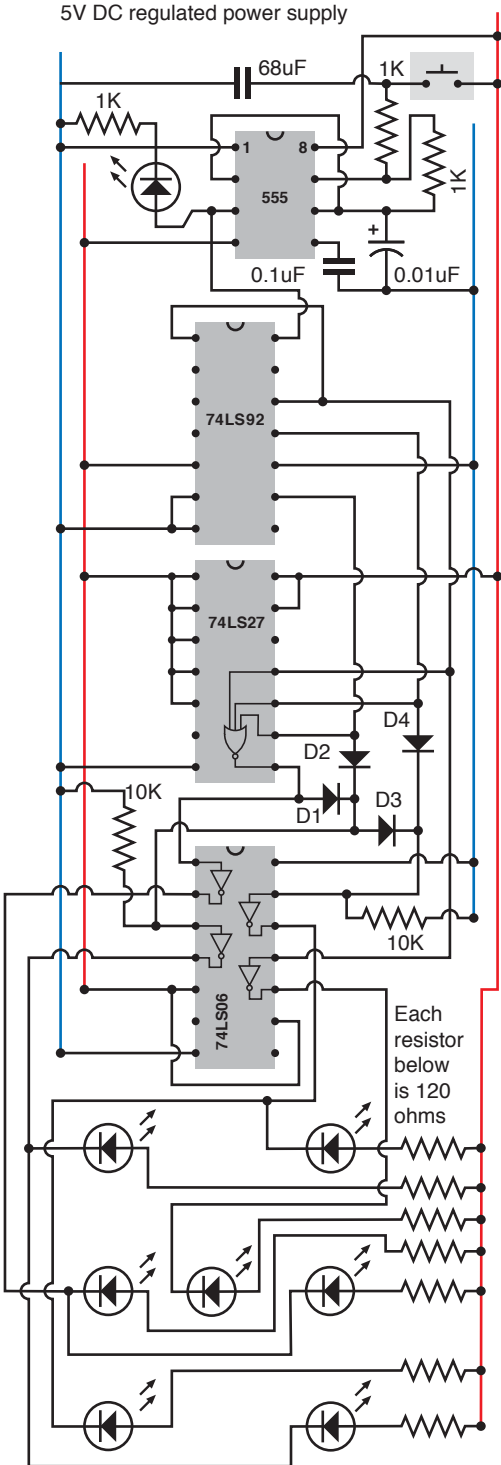 5V DC regulated power supply
68uF
1K
1K
1
8
555
1K
+
0.1uF
0.01uF
74LS92
74LS27
D4
D2
10K
D1
D3
10K
74LS06
Each
resistor
below
is 120
ohms